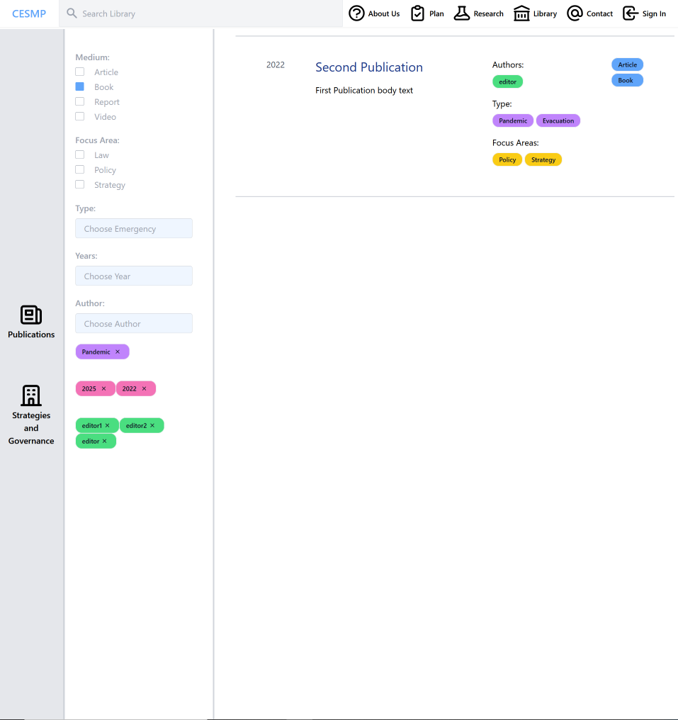 CESMP
Search Library
About Us
Plan
Research
Library
Contact
Sign In
Publications
Strategies
and
Governance
Medium:
Article
Book
Report
Video
Focus Area:
Law
Policy
Strategy
Type:
Choose Emergency
Years:
Choose Year
Author:
Choose Author
Pandemic ×
2025 × 2022 ×
editor1 × editor2 ×
editor ×
2022
Second Publication
First Publication body text
Authors:
editor
Type:
Pandemic Evacuation
Focus Areas:
Policy Strategy
Article
Book